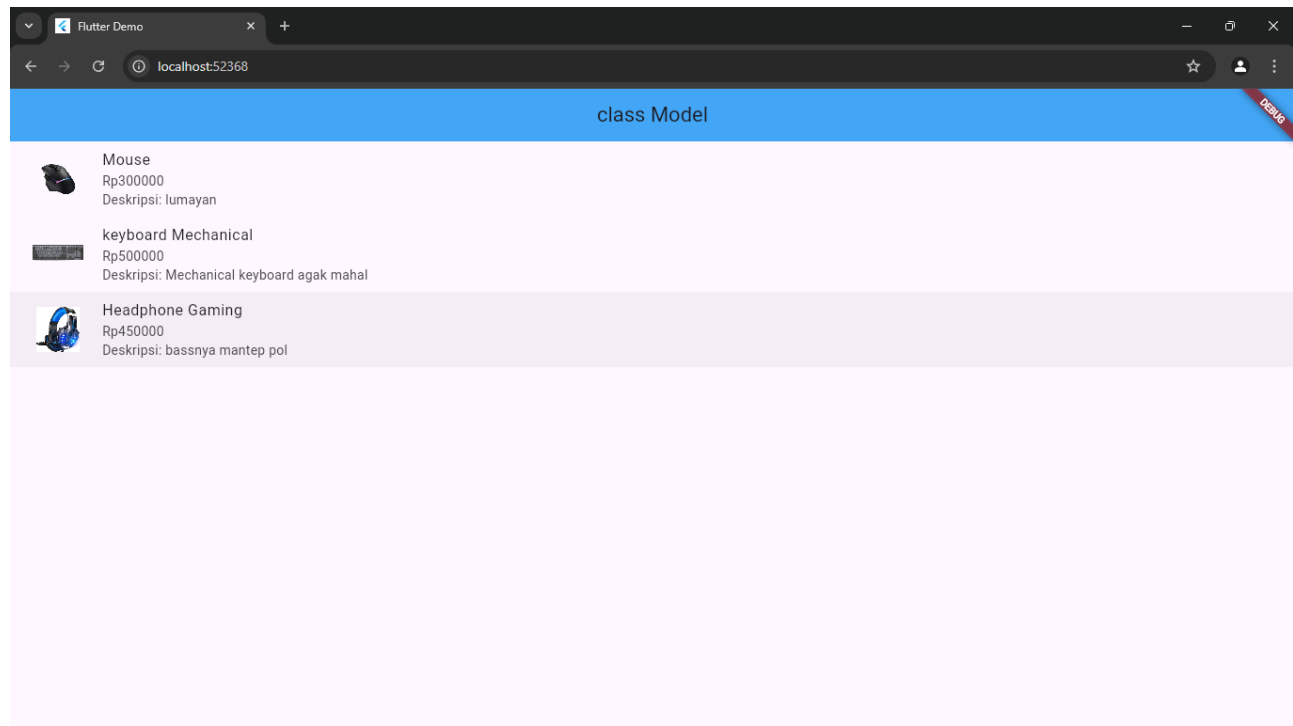 Flutter Demo
localhost:52368
class Model
DEBUG
Mouse
Rp300000
Deskripsi: lumayan
keyboard Mechanical
Rp500000
Deskripsi: Mechanical keyboard agak mahal
Headphone Gaming
Rp450000
Deskripsi: bassnya mantep pol